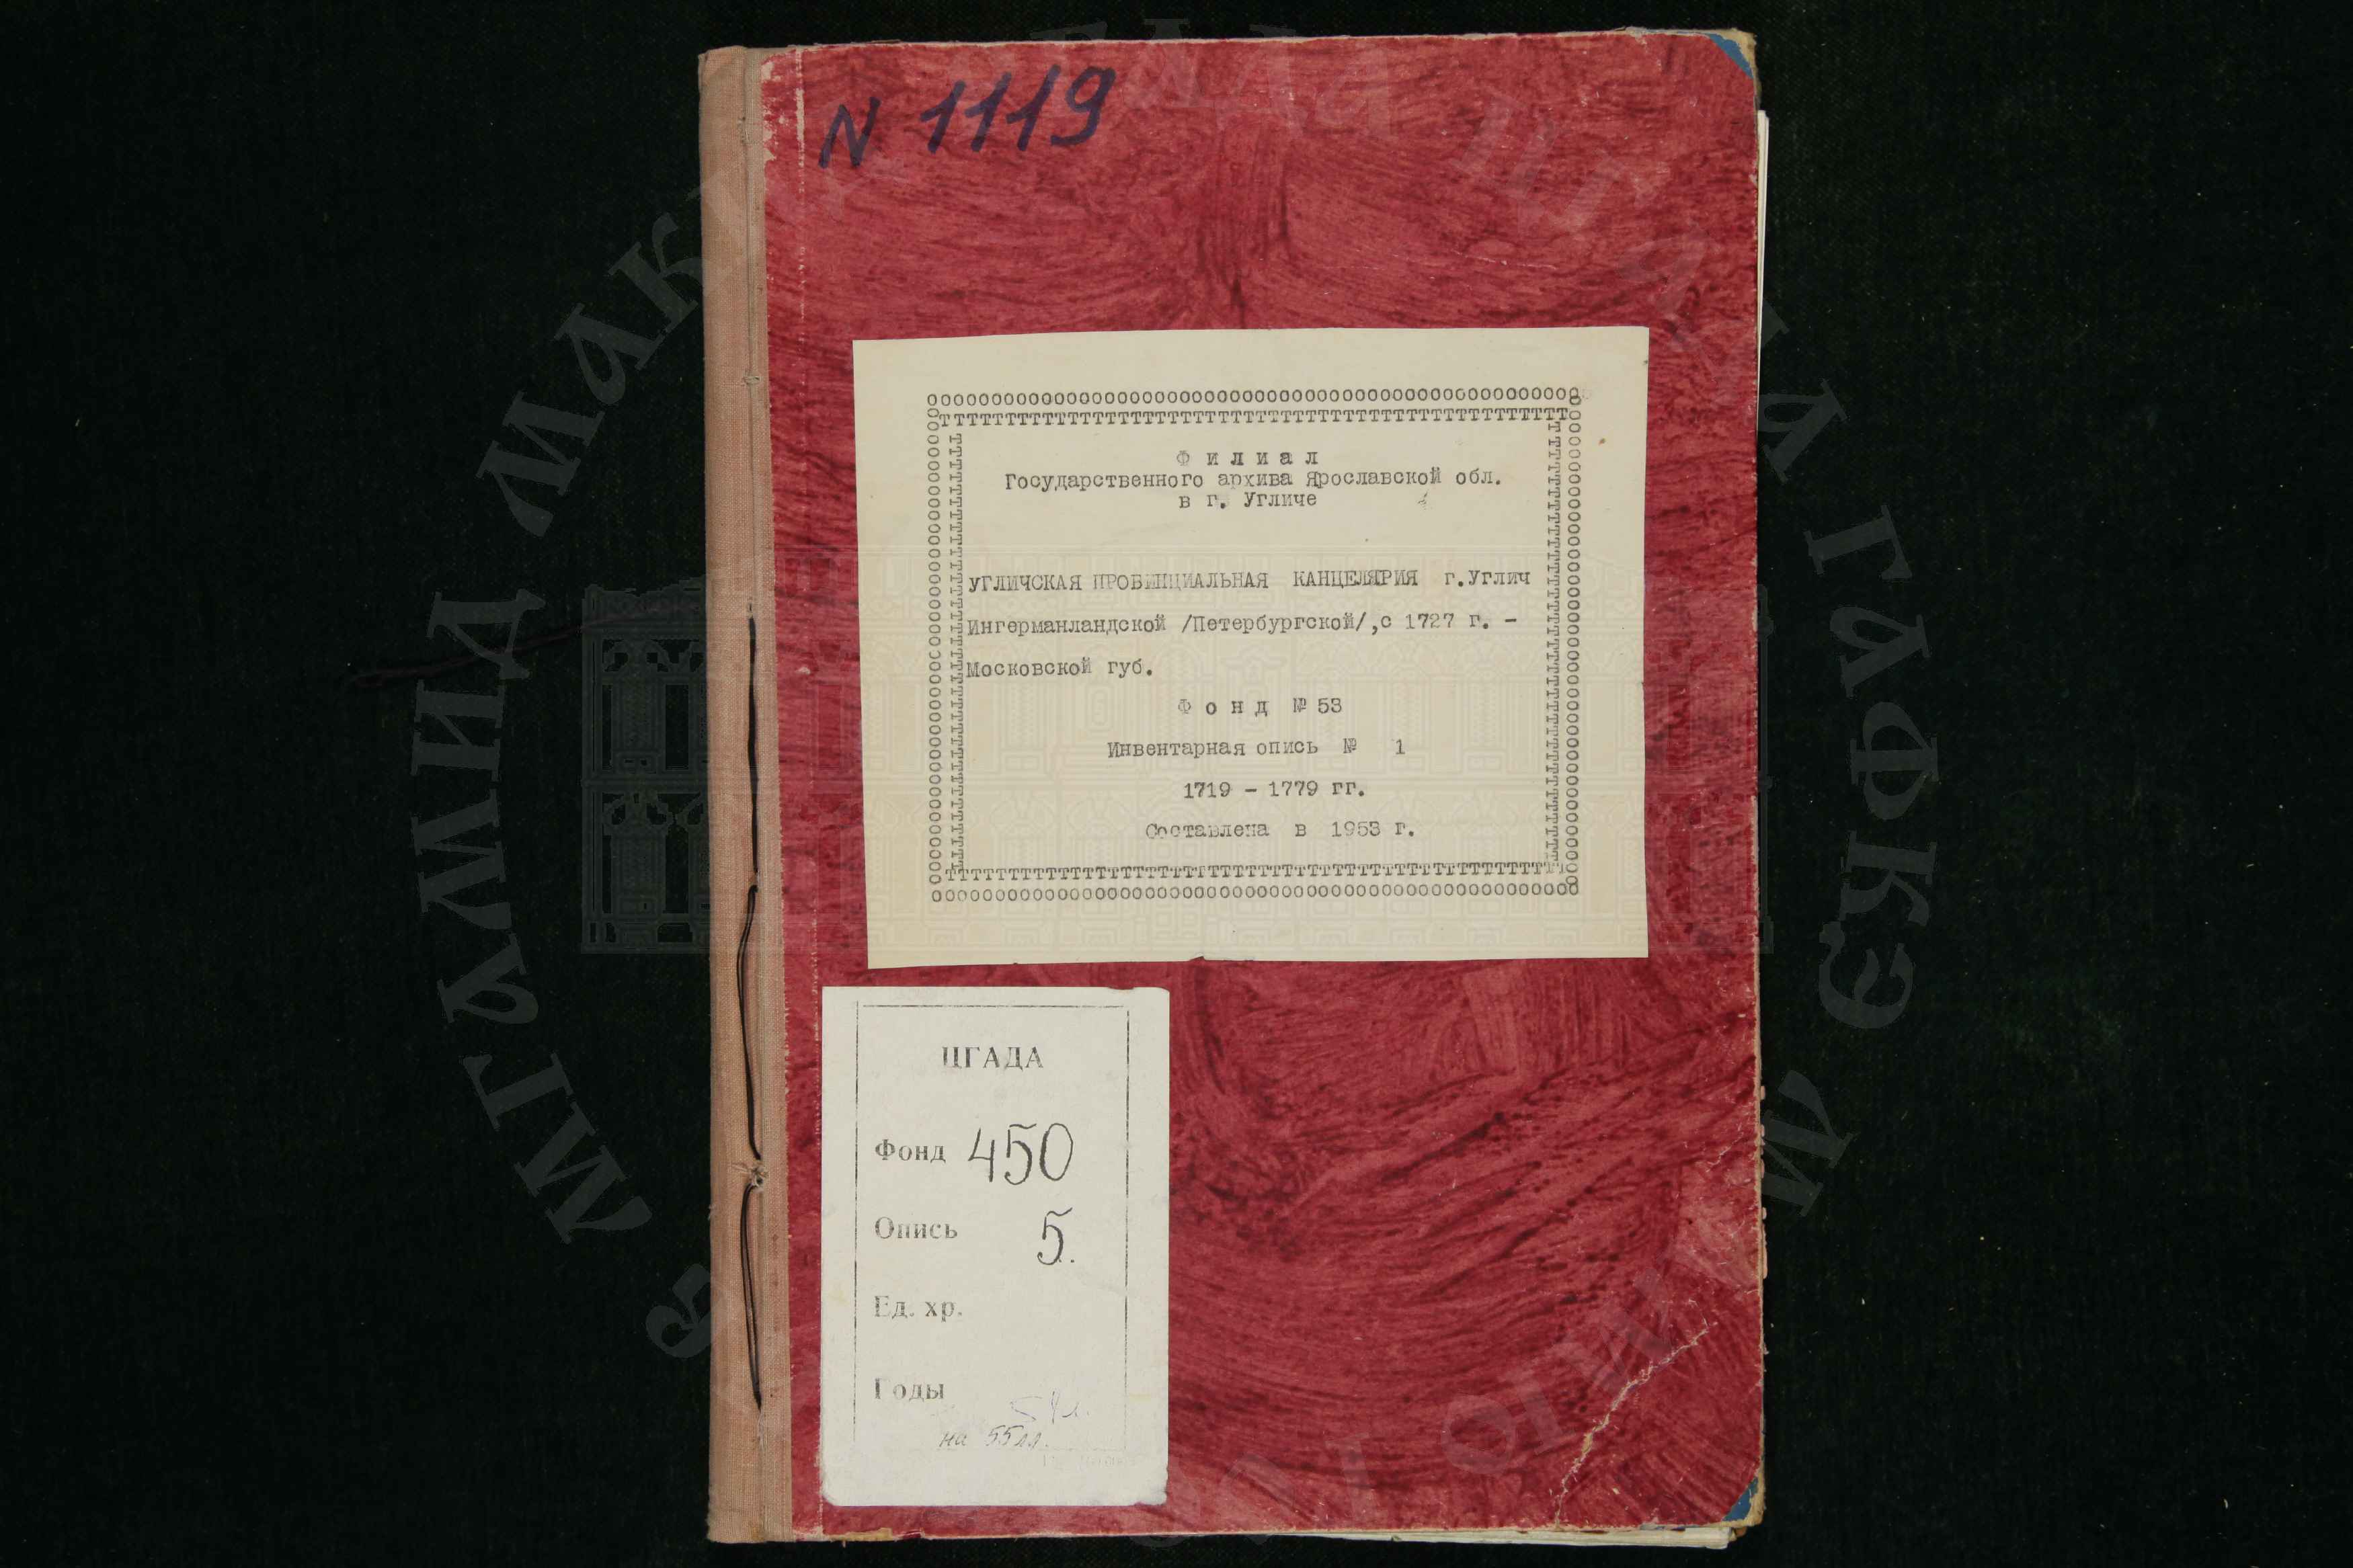 N 1119
Филиал
Государственного архива Ярославской обл.
в г. Угличе
УГЛИЧСКАЯ ПРОВИНЦИАЛЬНАЯ КАНЦЕЛЯРИЯ г.Углич
Ингерманландской /Петербургской/,с 1727 г. -
Московской губ.
Фонд № 53
Инвентарная опись № 1
1719 - 1779 гг.
Составлена в 1953 г.
ЦГАДА
Фонд 450
Опись 5.
Ед. хр.
Годы
на 55лл.